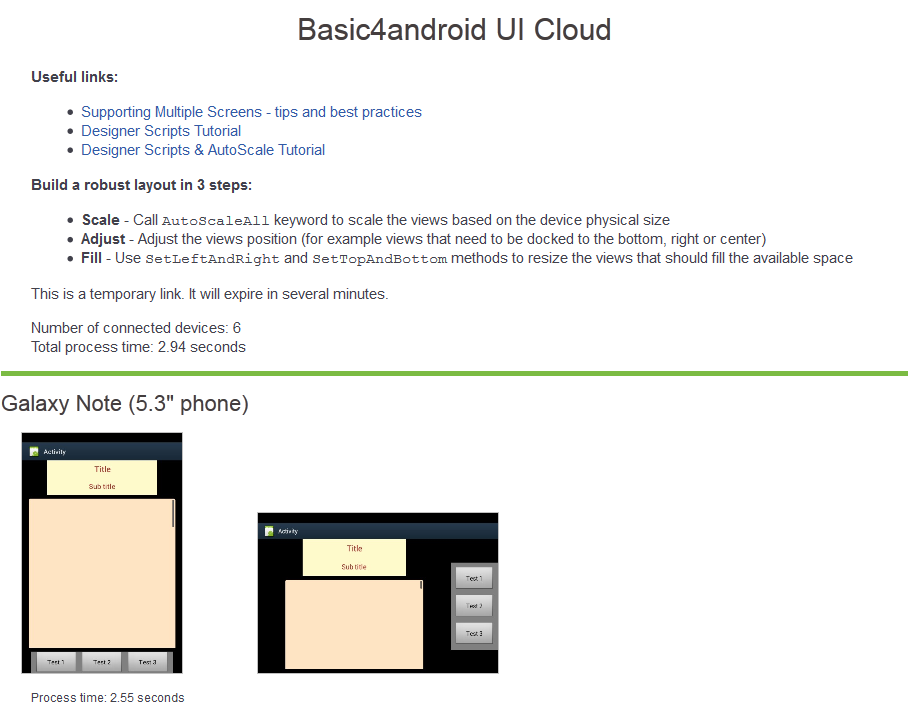 Basic4android UI Cloud
Useful links:
Supporting Multiple Screens - tips and best practices
Designer Scripts Tutorial
Designer Scripts & AutoScale Tutorial
Build a robust layout in 3 steps:
Scale - Call AutoScaleAll keyword to scale the views based on the device physical size
Adjust - Adjust the views position (for example views that need to be docked to the bottom, right or center)
Fill - Use SetLeftAndRight and SetTopAndBottom methods to resize the views that should fill the available space
This is a temporary link. It will expire in several minutes.
Number of connected devices: 6
Total process time: 2.94 seconds
Galaxy Note (5.3" phone)
Activity
Title
Sub title
Test 1 Test 2 Test 3
Activity
Title
Sub title
Test 1
Test 2
Test 3
Process time: 2.55 seconds